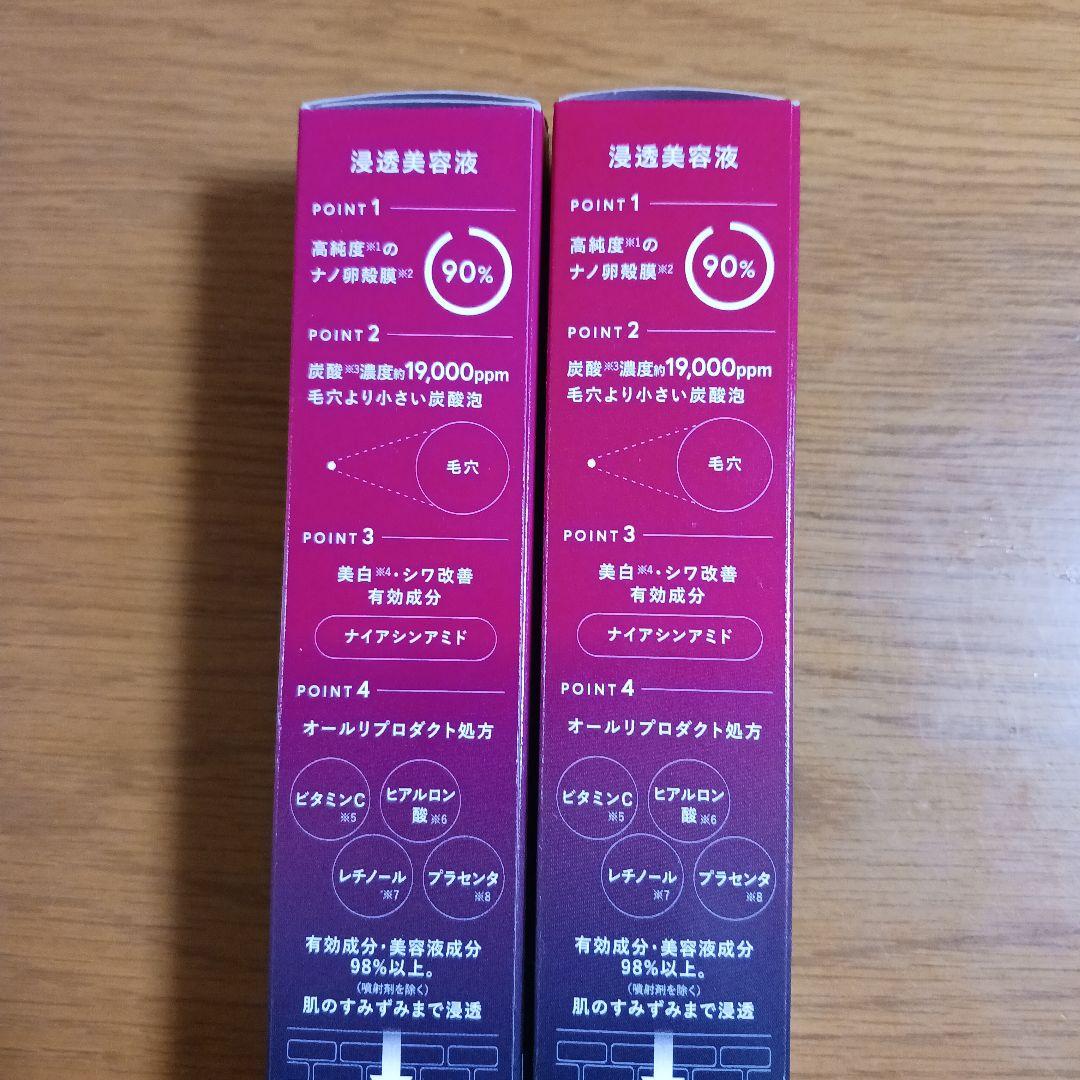 浸透美容液
POINT 1
高純度※1の
ナノ卵殻膜※2
90%
POINT 2
炭酸※3濃度約19,000ppm
毛穴より小さい炭酸泡
毛穴
POINT 3
美白※4・シワ改善
有効成分
ナイアシンアミド
POINT 4
オールリプロダクト処方
ビタミンC
※5
ヒアルロン
酸※6
レチノール
※7
プラセンタ
※8
有効成分・美容液成分
98%以上。
(噴射剤を除く)
肌のすみずみまで浸透
浸透美容液
POINT 1
高純度※1の
ナノ卵殻膜※2
90%
POINT 2
炭酸※3濃度約19,000ppm
毛穴より小さい炭酸泡
毛穴
POINT 3
美白※4・シワ改善
有効成分
ナイアシンアミド
POINT 4
オールリプロダクト処方
ビタミンC
※5
ヒアルロン
酸※6
レチノール
※7
プラセンタ
※8
有効成分・美容液成分
98%以上。
(噴射剤を除く)
肌のすみずみまで浸透